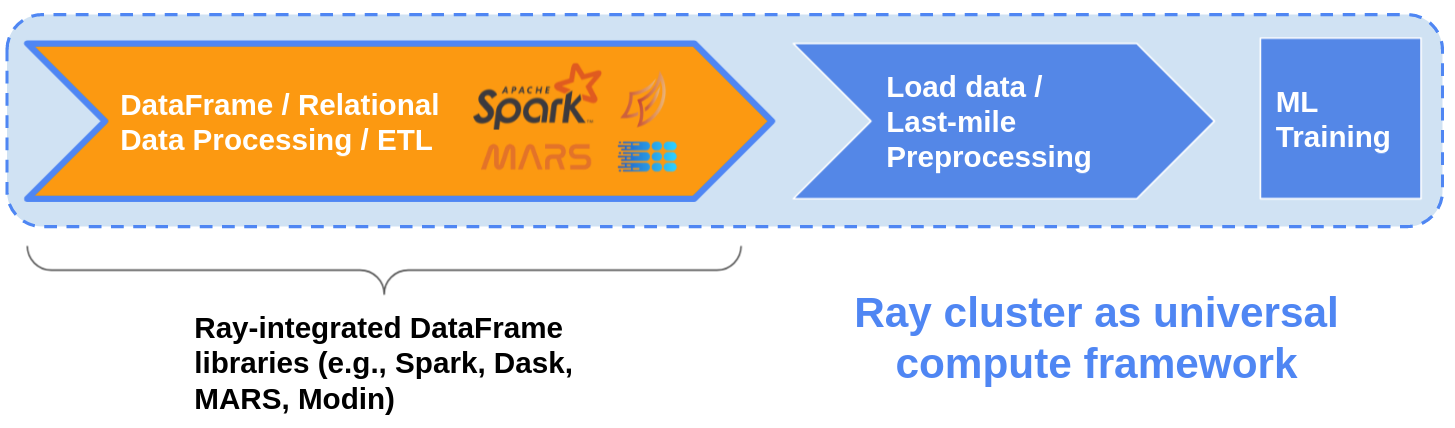 DataFrame / Relational
Data Processing / ETL
APACHE
Spark™
MARS
Load data /
Last-mile
Preprocessing
ML
Training
Ray-integrated DataFrame
libraries (e.g., Spark, Dask,
MARS, Modin)
Ray cluster as universal
compute framework